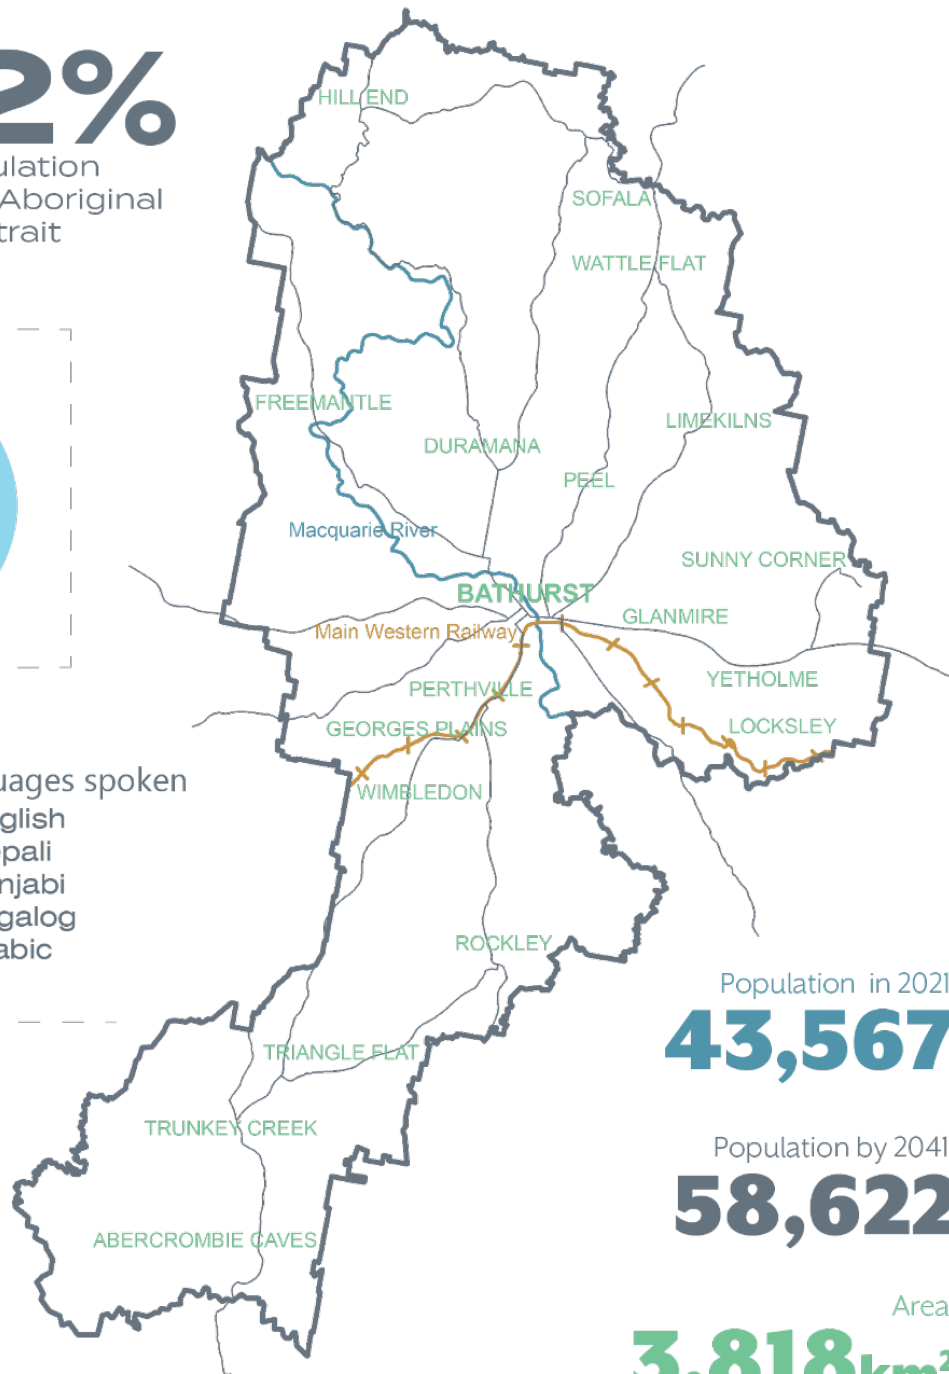 2%
ulation
Aboriginal
trait
HILL END
SOFALA
WATTLE FLAT
FREEMANTLE
LIMEKILNS
DURAMANA
PEEL
Macquarie River
SUNNY CORNER
BATHURST
GLANMIRE
Main Western Railway
YETHOLME
PERTHVILLE
GEORGES PLAINS
LOCKSLEY
uages spoken
glish
pali
njabi
galog
abic
WIMBLEDON
ROCKLEY
Population in 2021
43,567
TRIANGLE FLAT
TRUNKEY CREEK
Population by 2041
58,622
ABERCROMBIE CAVES
Area
3,818km²